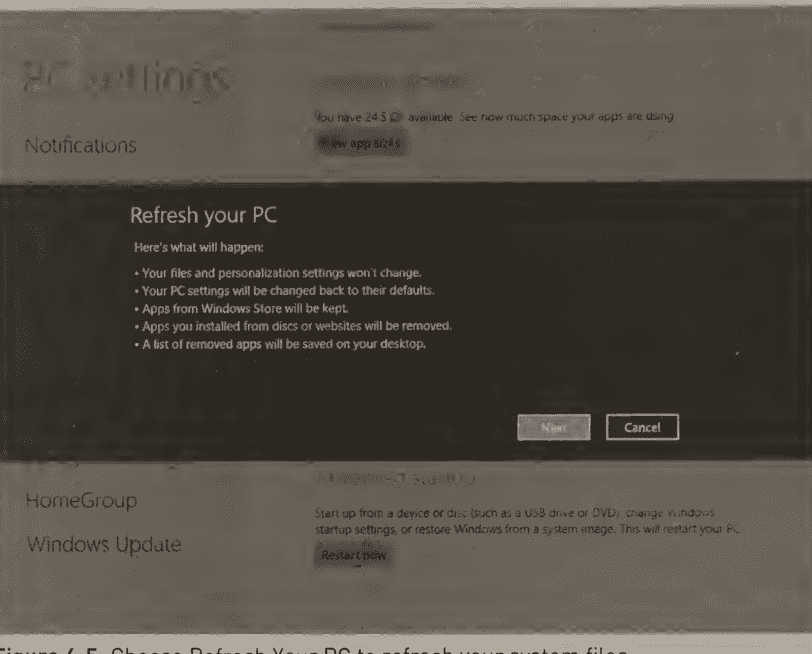 PC settings
You have 24.5 GB available. See how much space your apps are using
View app sizes
Notifications
Refresh your PC
Here's what will happen:
• Your files and personalization settings won't change.
• Your PC settings will be changed back to their defaults.
• Apps from Windows Store will be kept.
• Apps you installed from discs or websites will be removed.
• A list of removed apps will be saved on your desktop.
Next
Cancel
HomeGroup
Start up from a device or disc (such as a USB drive or DVD), change Windows
startup settings, or restore Windows from a system image. This will restart your PC
Windows Update
Restart now
Choose Refresh Your PC to refresh your system files